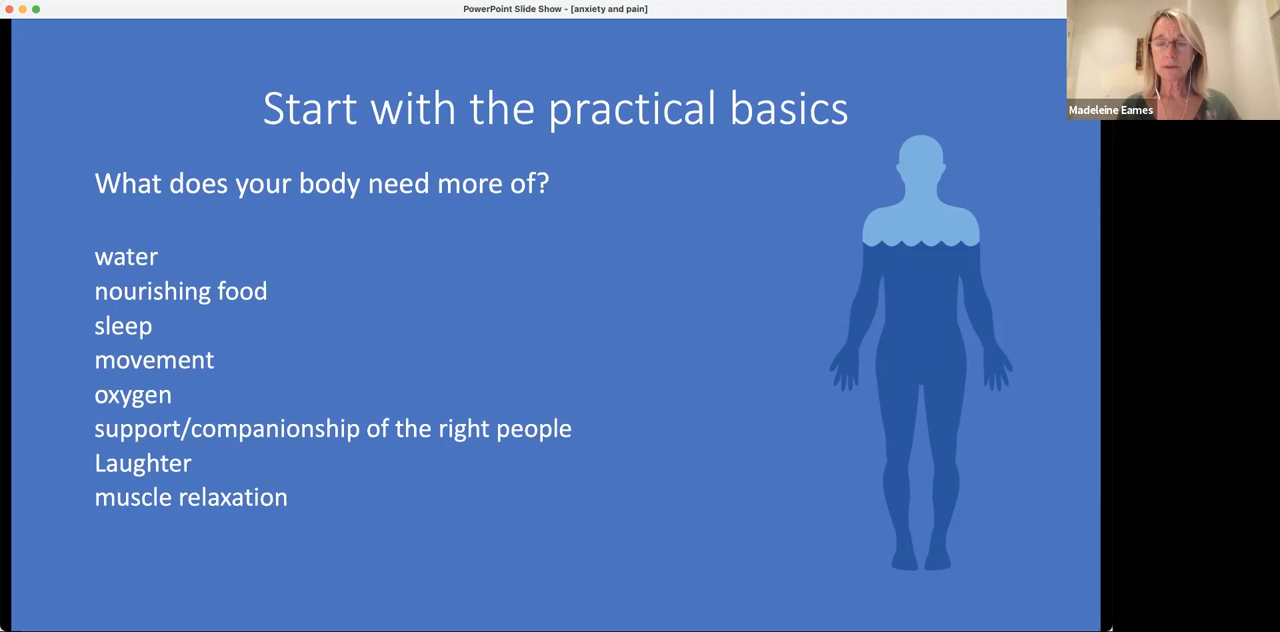 PowerPoint Slide Show - [anxiety and pain]
Madeleine Eames
Start with the practical basics
What does your body need more of?
water
nourishing food
sleep
movement
oxygen
support/companionship of the right people
Laughter
muscle relaxation